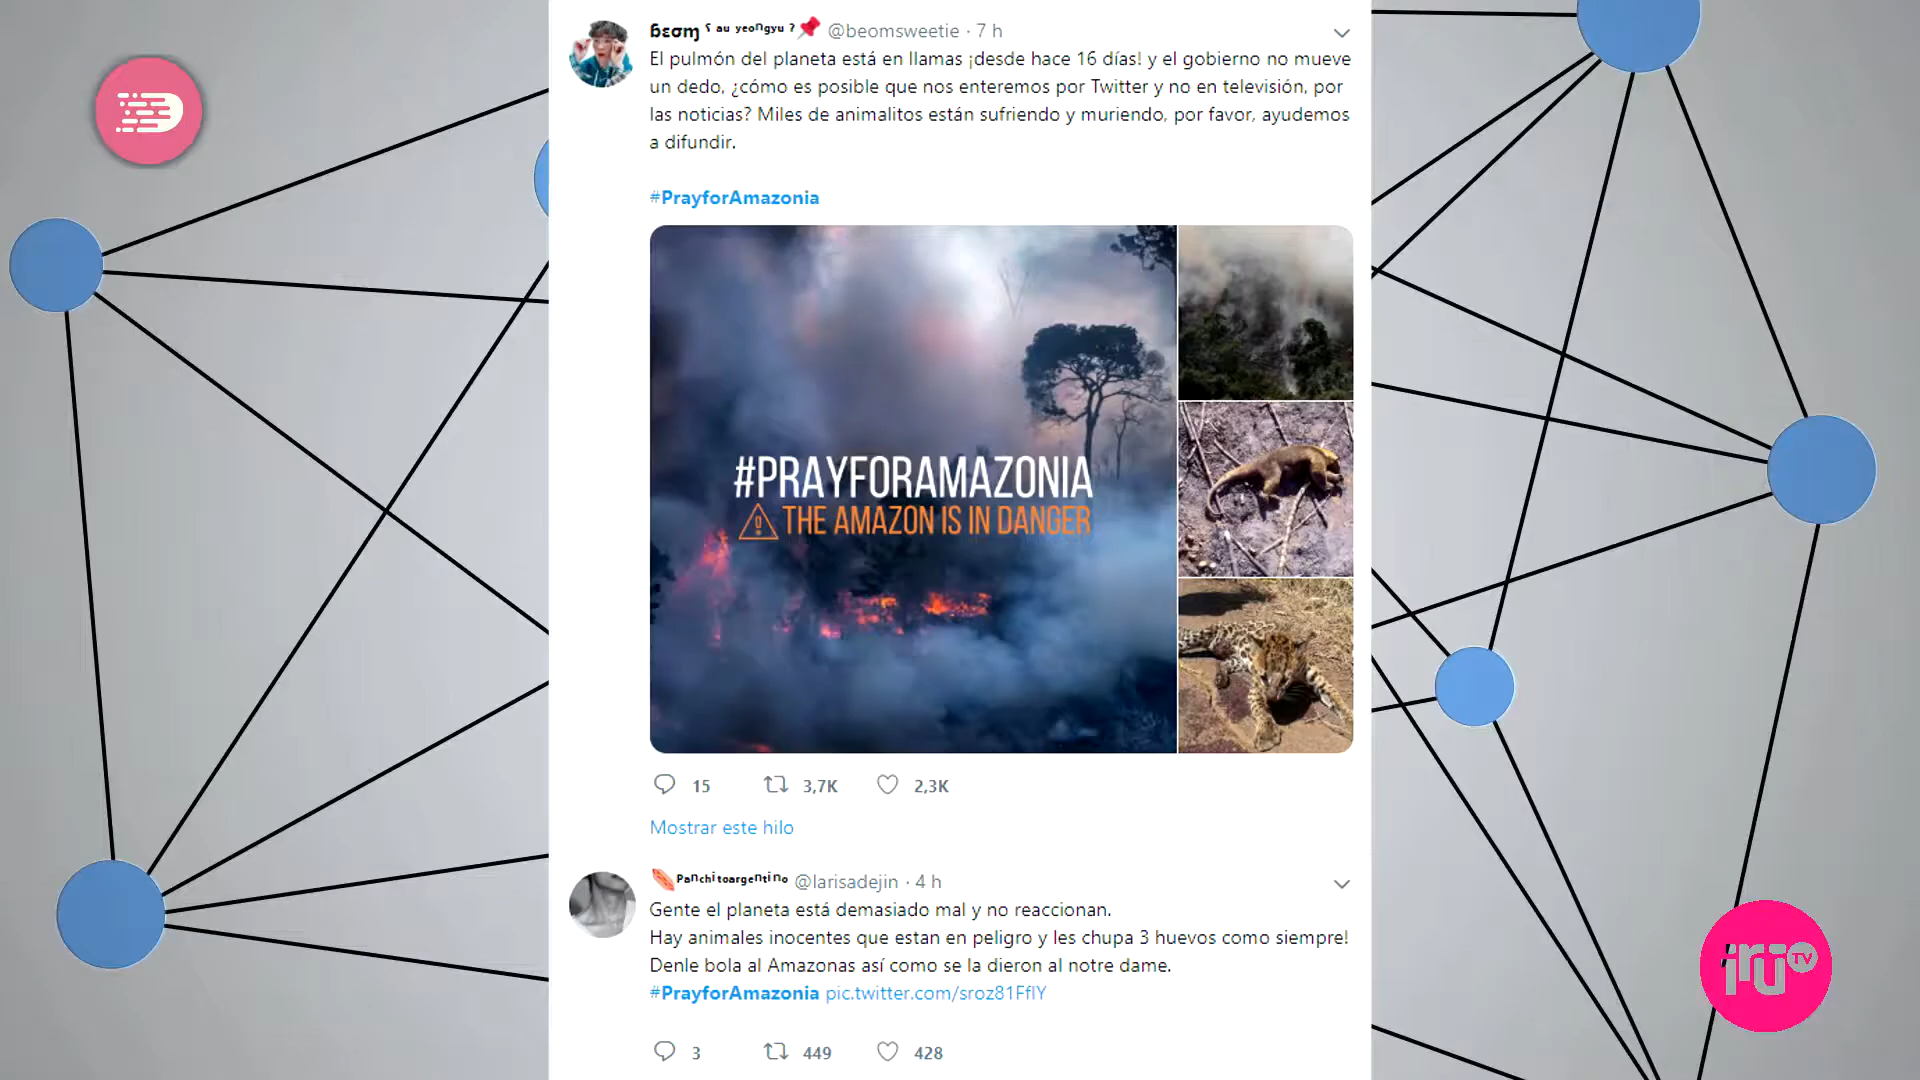 ɓεσɱ ˤ ᵃᵘ ʸᵉᵒⁿᵍʸᵘ ˀ📌 @beomsweetie · 7 h
El pulmón del planeta está en llamas ¡desde hace 16 días! y el gobierno no mueve
un dedo, ¿cómo es posible que nos enteremos por Twitter y no en televisión, por
las noticias? Miles de animalitos están sufriendo y muriendo, por favor, ayudemos
a difundir.
#PrayforAmazonia
#PRAYFORAMAZONIA
THE AMAZON IS IN DANGER
15 3,7K 2,3K
Mostrar este hilo
ᴾᵃⁿᶜʰⁱᵗᵒᵃʳᵍᵉⁿᵗⁱⁿᵒ @larisadejin · 4 h
Gente el planeta está demasiado mal y no reaccionan.
Hay animales inocentes que estan en peligro y les chupa 3 huevos como siempre!
Denle bola al Amazonas así como se la dieron al notre dame.
#PrayforAmazonia pic.twitter.com/sroz81FflY
3 449 428
irú TV